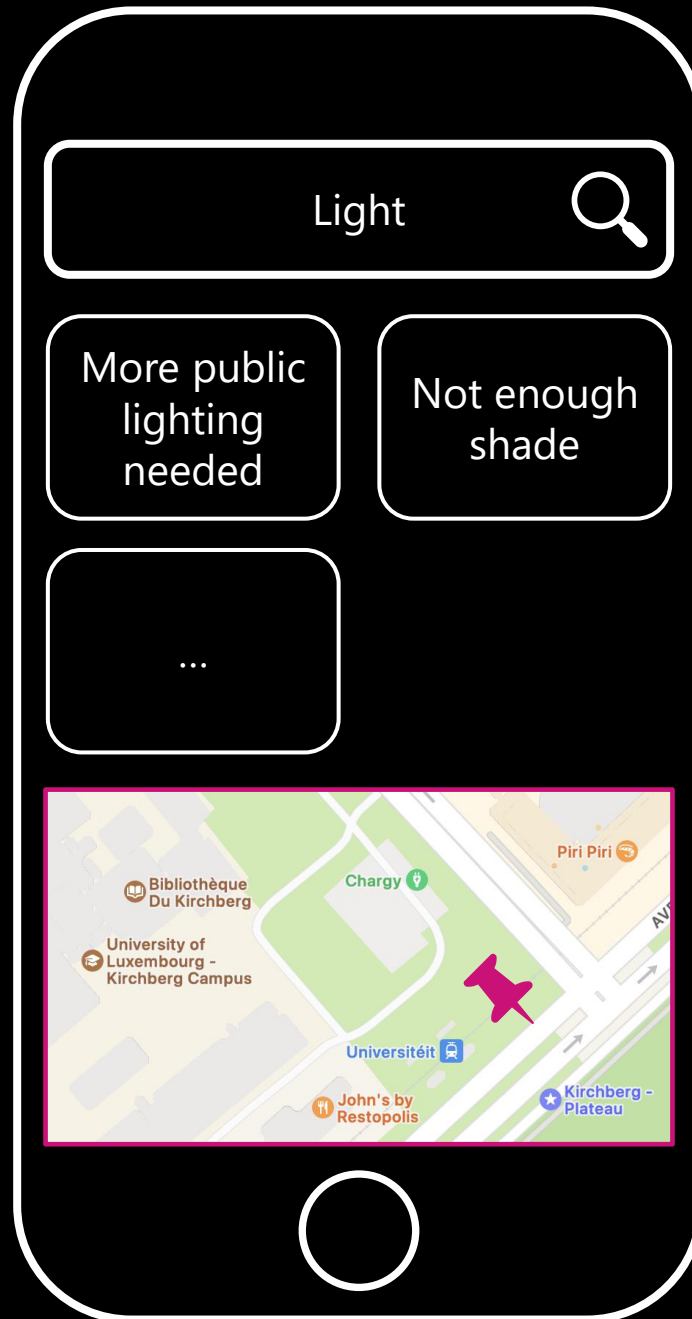 Light
More public
lighting
needed
Not enough
shade
...
Piri Piri
Chargy
Bibliothèque
Du Kirchberg
AVE
University of
Luxembourg -
Kirchberg Campus
Universitéit
Kirchberg -
Plateau
John's by
Restopolis